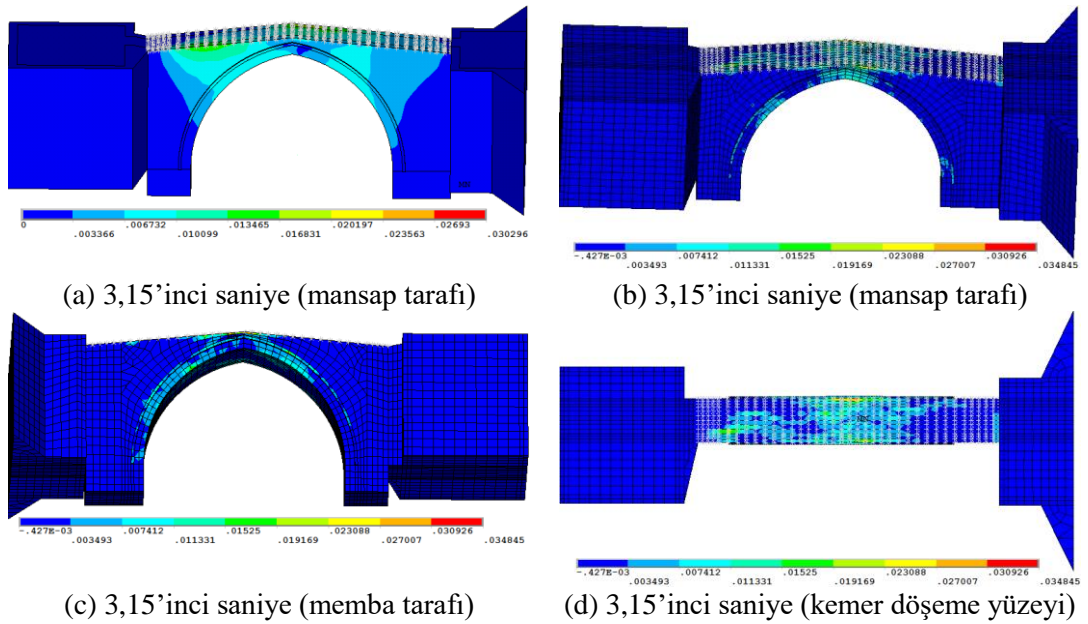 0 .006732 .013465 .020197 .02693
.003366 .010099 .016831 .023563 .030296
(a) 3,15’inci saniye (mansap tarafı)
-.427E-03 .007412 .01525 .023088 .030926
.003493 .011331 .019169 .027007 .034845
(b) 3,15’inci saniye (mansap tarafı)
-.427E-03 .007412 .01525 .023088 .030926
.003493 .011331 .019169 .027007 .034845
(c) 3,15’inci saniye (memba tarafı)
-.427E-03 .007412 .01525 .023088 .030926
.003493 .011331 .019169 .027007 .034845
(d) 3,15’inci saniye (kemer döşeme yüzeyi)